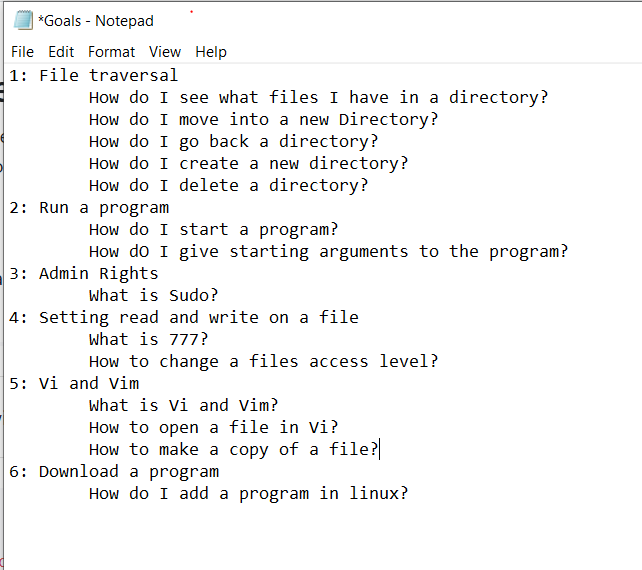 *Goals - Notepad
File Edit Format View Help
1: File traversal
How do I see what files I have in a directory?
How do I move into a new Directory?
How do I go back a directory?
How do I create a new directory?
How do I delete a directory?
2: Run a program
How do I start a program?
How dO I give starting arguments to the program?
3: Admin Rights
What is Sudo?
4: Setting read and write on a file
What is 777?
How to change a files access level?
5: Vi and Vim
What is Vi and Vim?
How to open a file in Vi?
How to make a copy of a file?
6: Download a program
How do I add a program in linux?